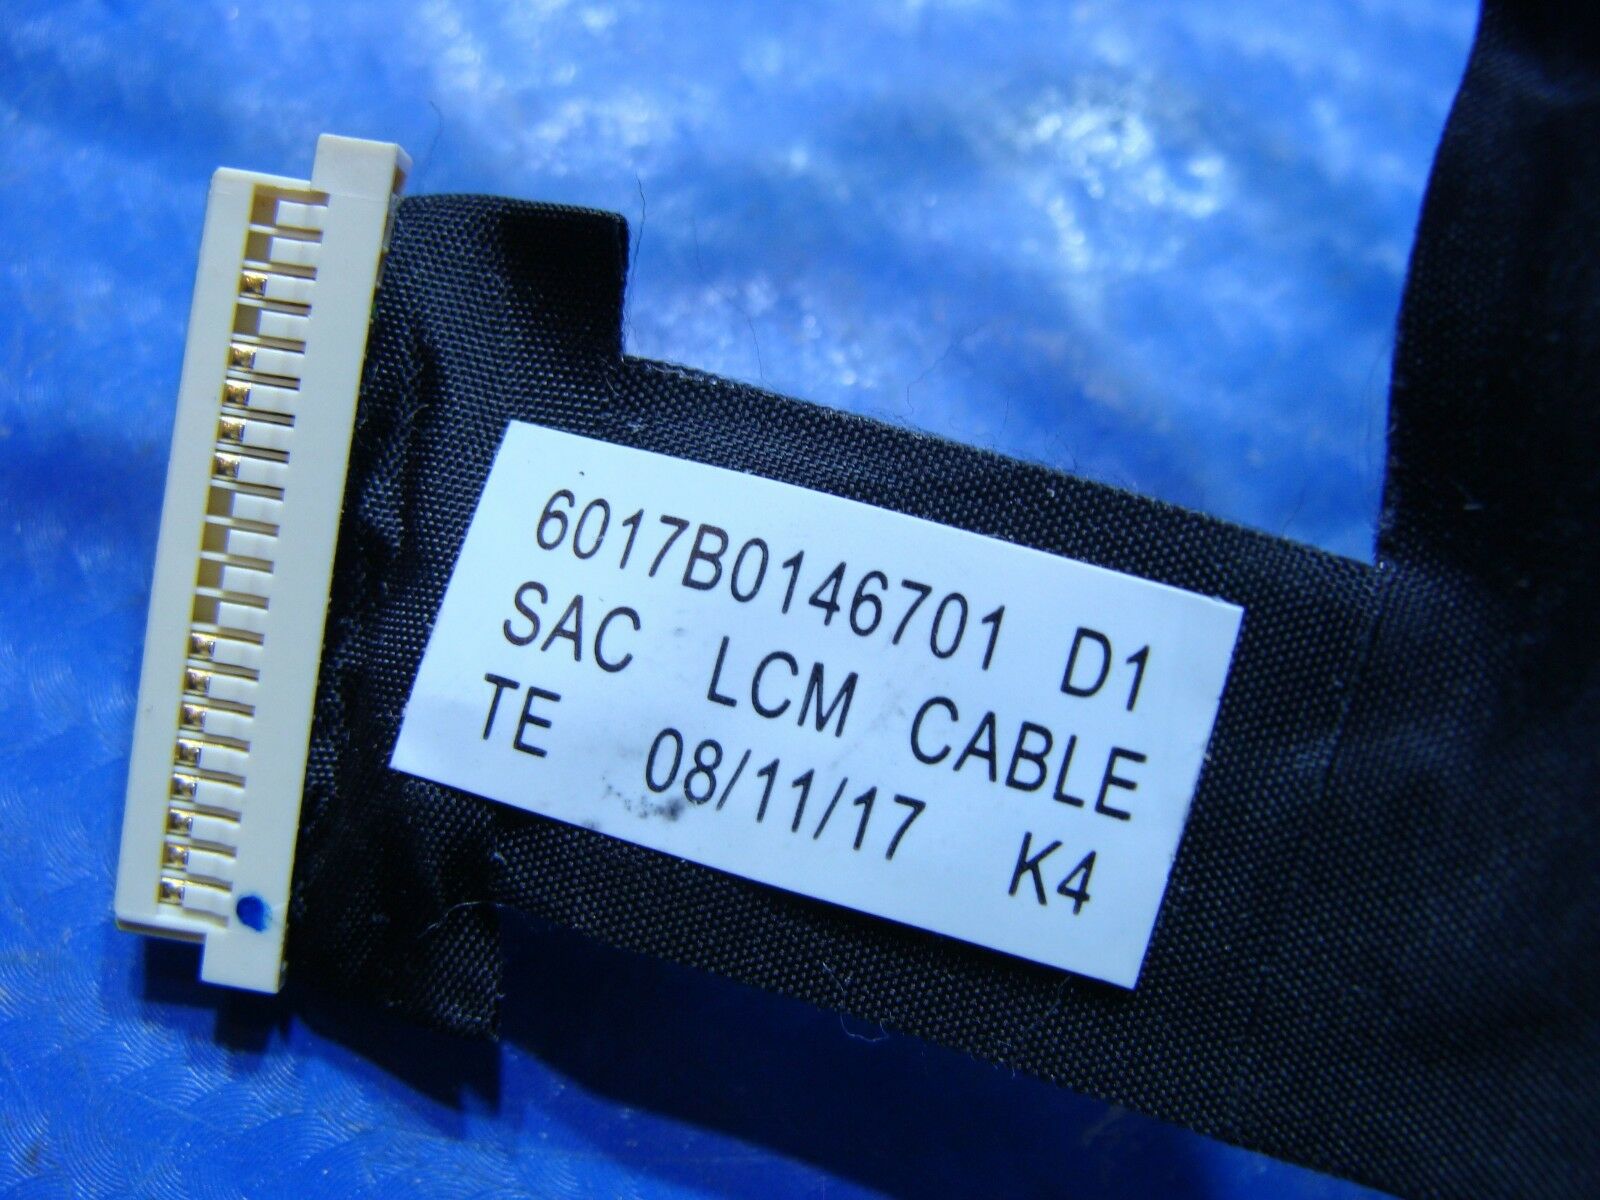 6017B0146701 D1
SAC LCM CABLE
TE 08/11/17 K4